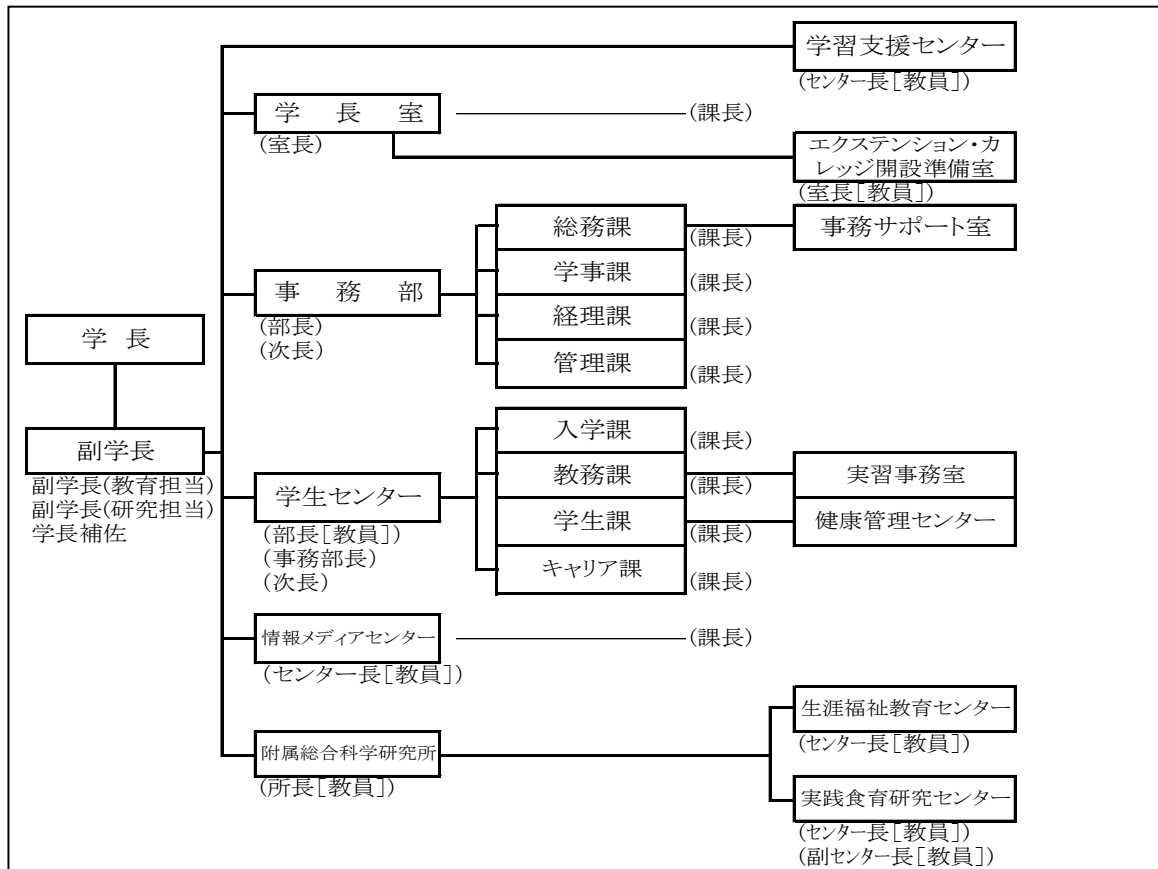 学習支援センター
(センター長[教員])
学 長 室
(課長)
(室長)
エクステンション・カ
レッジ開設準備室
(室長[教員])
総務課
(課長)
事務サポート室
学事課
(課長)
事 務 部
(部長)
(次長)
経理課
(課長)
管理課
(課長)
学 長
副学長
副学長(教育担当)
副学長(研究担当)
学長補佐
入学課
(課長)
教務課
(課長)
実習事務室
学生センター
(部長[教員])
(事務部長)
(次長)
学生課
(課長)
健康管理センター
キャリア課
(課長)
情報メディアセンター
(課長)
(センター長[教員])
附属総合科学研究所
(所長[教員])
生涯福祉教育センター
(センター長[教員])
実践食育研究センター
(センター長[教員])
(副センター長[教員])